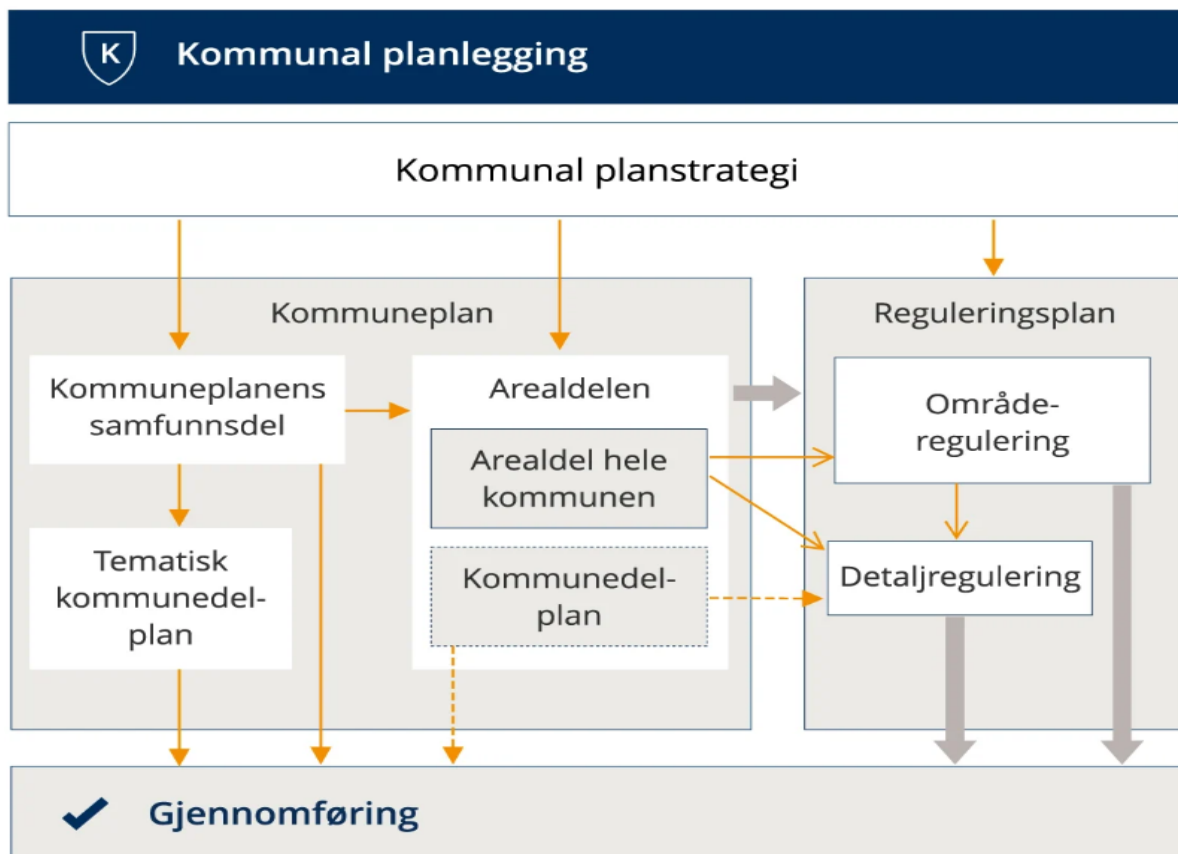 K
Kommunal planlegging
Kommunal planstrategi
Kommuneplan
Kommuneplanens
samfunnsdel
Tematisk
kommunedel-
plan
Arealdelen
Arealdel hele
kommunen
Kommunedel-
plan
Reguleringsplan
Område-
regulering
Detaljregulering
Gjennomføring